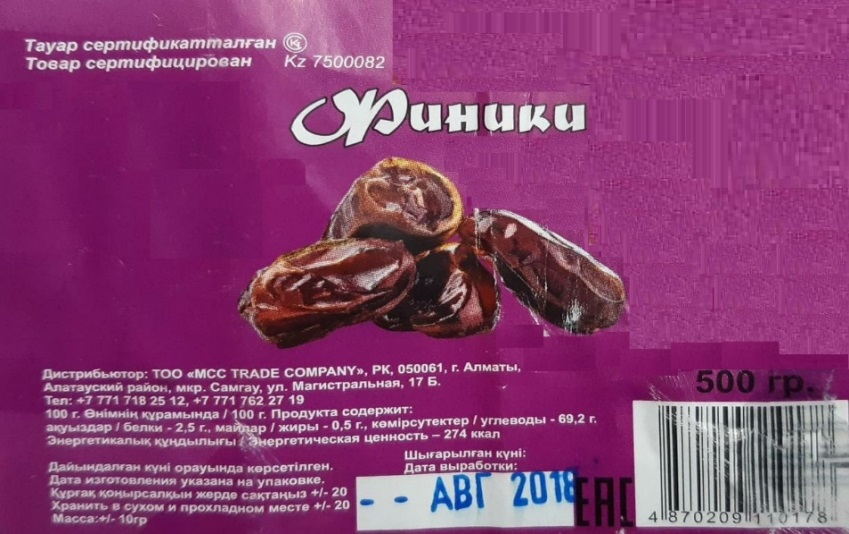 Тауар сертификатталған
Товар сертифицирован Kz 7500082
Финики
Дистрибьютор: ТОО «MCC TRADE COMPANY», РК, 050061, г. Алматы,
Алатауский район, мкр. Самгау, ул. Магистральная, 17 Б.
Тел: +7 771 718 25 12, +7 771 762 27 19
100 г. Өнімнің құрамында / 100 г. Продукта содержит:
ақуыздар / белки - 2,5 г., майлар / жиры - 0,5 г., көмірсутектер / углеводы - 69,2 г.
Энергетикалық құндылығы / Энергетическая ценность – 274 ккал
500 гр.
Дайындалған күні орауында көрсетілген.
Дата изготовления указана на упаковке.
Құрғақ қоңырсалқын жерде сақтаңыз +/- 20
Хранить в сухом и прохладном месте +/- 20
Масса:+/- 10гр
Шығарылған күні:
Дата выработки:
- - АВГ 2018
EAC
4 870209 110178